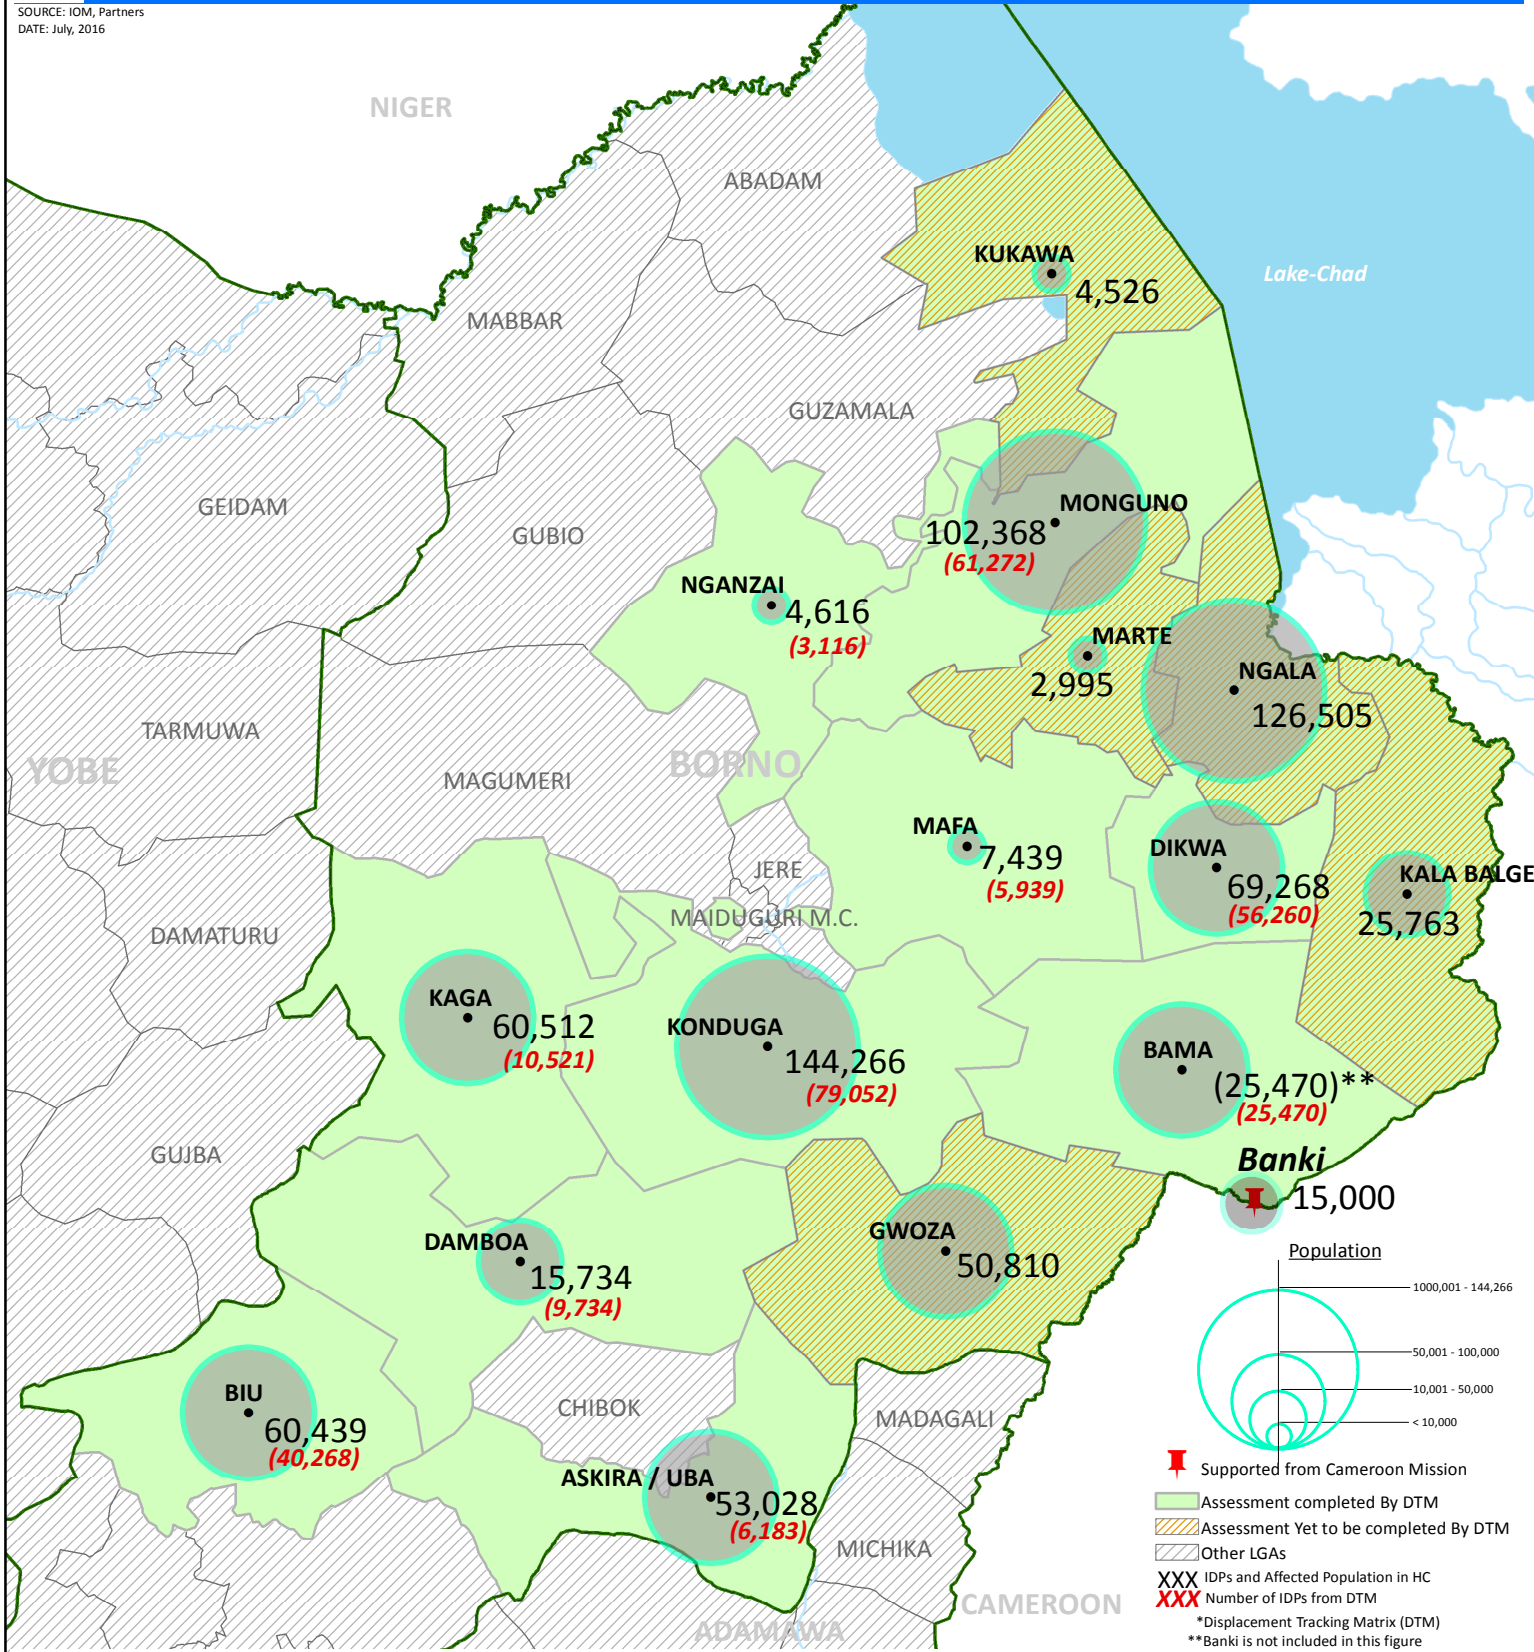 SOURCE: IOM, Partners
DATE: July, 2016
NIGER
ABADAM
KUKAWA
4,526
Lake-Chad
MABBAR
GUZAMALA
GEIDAM
GUBIO
MONGUNO
102,368
(61,272)
NGANZAI
4,616
(3,116)
MARTE
2,995
NGALA
126,505
TARMUWA
YOBE
BORNO
MAGUMERI
MAFA
7,439
(5,939)
DIKWA
69,268
(56,260)
JERE
KALA BALGE
25,763
MAIDUGURI M.C.
DAMATURU
KAGA
60,512
(10,521)
KONDUGA
144,266
(79,052)
BAMA
(25,470)**
(25,470)
GUJBA
Banki
15,000
DAMBOA
15,734
(9,734)
GWOZA
50,810
BIU
60,439
(40,268)
CHIBOK
MADAGALI
ASKIRA / UBA
53,028
(6,183)
MICHIKA
CAMEROON
ADAMAWA
Population
1000,001 - 144,266
50,001 - 100,000
10,001 - 50,000
< 10,000
Supported from Cameroon Mission
Assessment completed By DTM
Assessment Yet to be completed By DTM
Other LGAs
XXX IDPs and Affected Population in HC
XXX Number of IDPs from DTM
*Displacement Tracking Matrix (DTM)
**Banki is not included in this figure